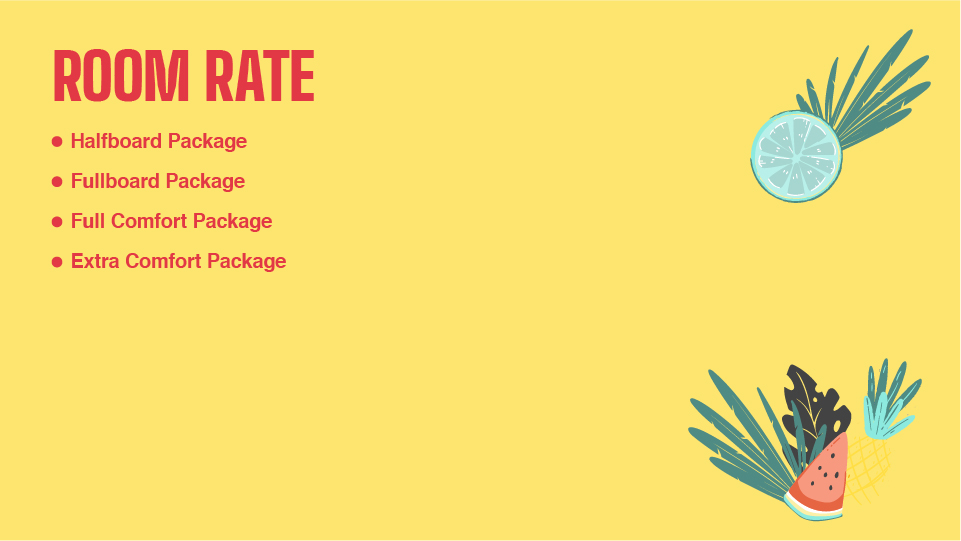 ROOM RATE
● Halfboard Package
● Fullboard Package
● Full Comfort Package
● Extra Comfort Package